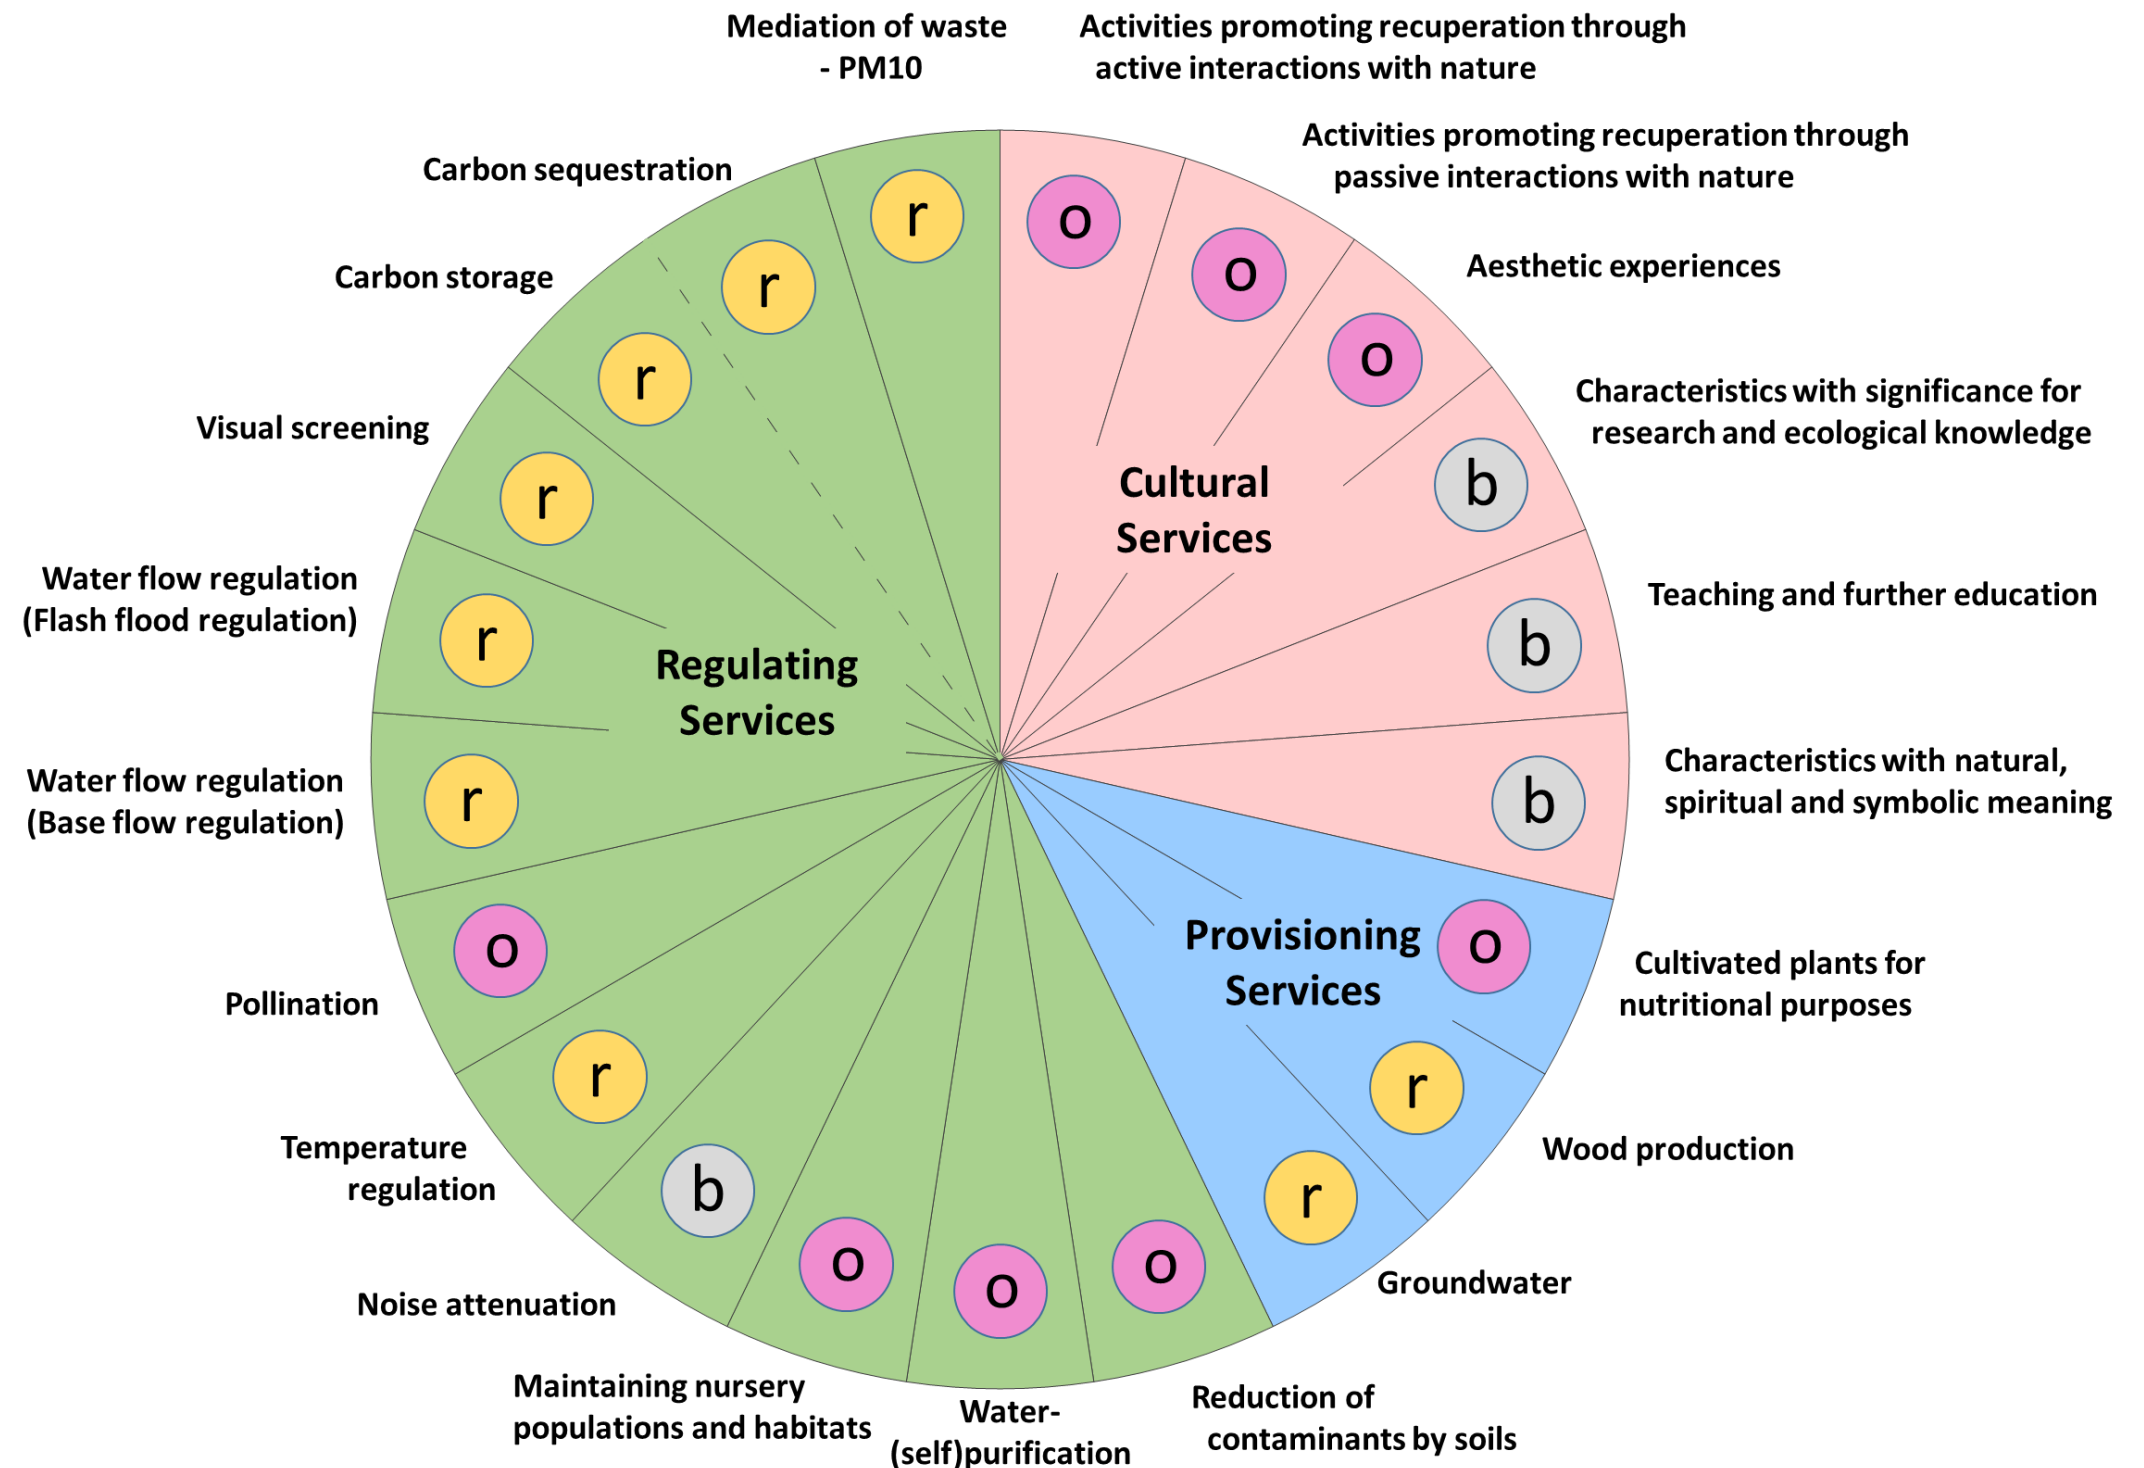 Mediation of waste
- PM10
Activities promoting recuperation through
active interactions with nature
Activities promoting recuperation through
passive interactions with nature
Aesthetic experiences
Characteristics with significance for
research and ecological knowledge
Teaching and further education
Characteristics with natural,
spiritual and symbolic meaning
Cultivated plants for
nutritional purposes
Wood production
Groundwater
Reduction of
contaminants by soils
Water-
(self)purification
Maintaining nursery
populations and habitats
Noise attenuation
Temperature
regulation
Pollination
Water flow regulation
(Base flow regulation)
Water flow regulation
(Flash flood regulation)
Visual screening
Carbon storage
Carbon sequestration
Cultural
Services
Provisioning
Services
Regulating
Services
o
o
o
b
b
b
o
r
r
o
o
o
b
r
o
r
r
r
r
r
r